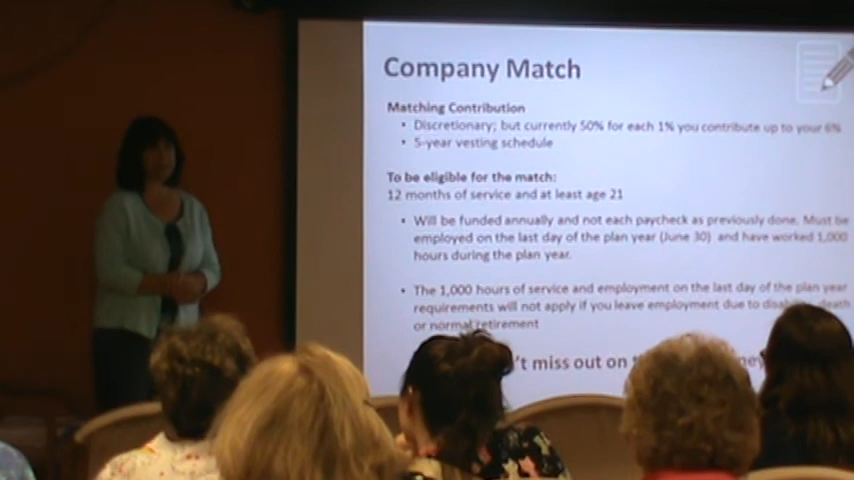 Company Match
Matching Contribution
• Discretionary; but currently 50% for each 1% you contribute up to your 6%
• 5-year vesting schedule
To be eligible for the match:
12 months of service and at least age 21
• Will be funded annually and not each paycheck as previously done. Must be
employed on the last day of the plan year (June 30) and have worked 1,000
hours during the plan year.
• The 1,000 hours of service and employment on the last day of the plan year
requirements will not apply if you leave employment due to disability, death
or normal retirement
't miss out on